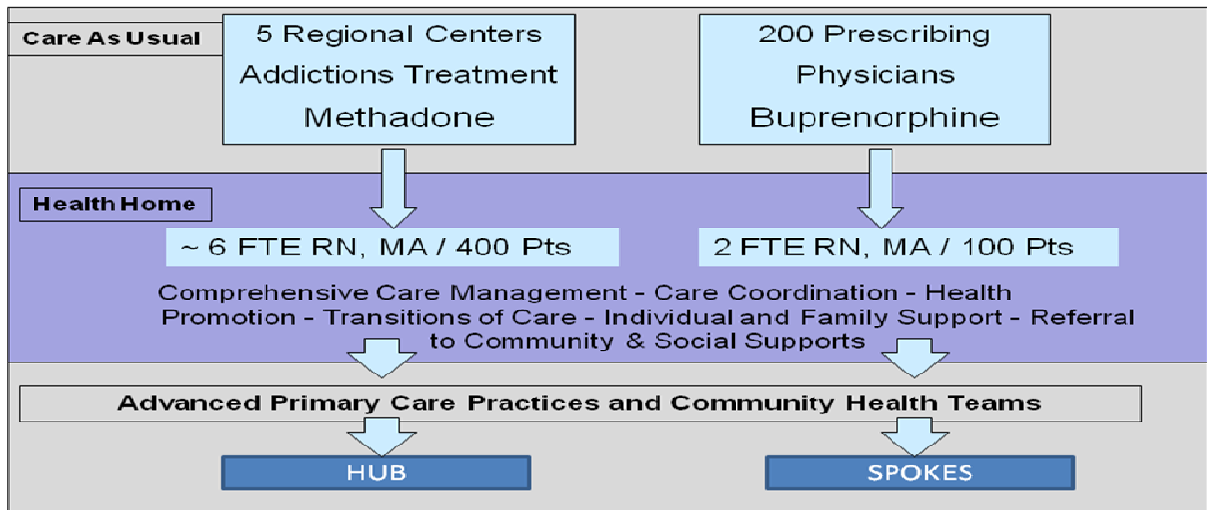 Care As Usual
5 Regional Centers
Addictions Treatment
Methadone
200 Prescribing
Physicians
Buprenorphine
Health Home
~ 6 FTE RN, MA / 400 Pts
2 FTE RN, MA / 100 Pts
Comprehensive Care Management - Care Coordination - Health
Promotion - Transitions of Care - Individual and Family Support - Referral
to Community & Social Supports
Advanced Primary Care Practices and Community Health Teams
HUB
SPOKES